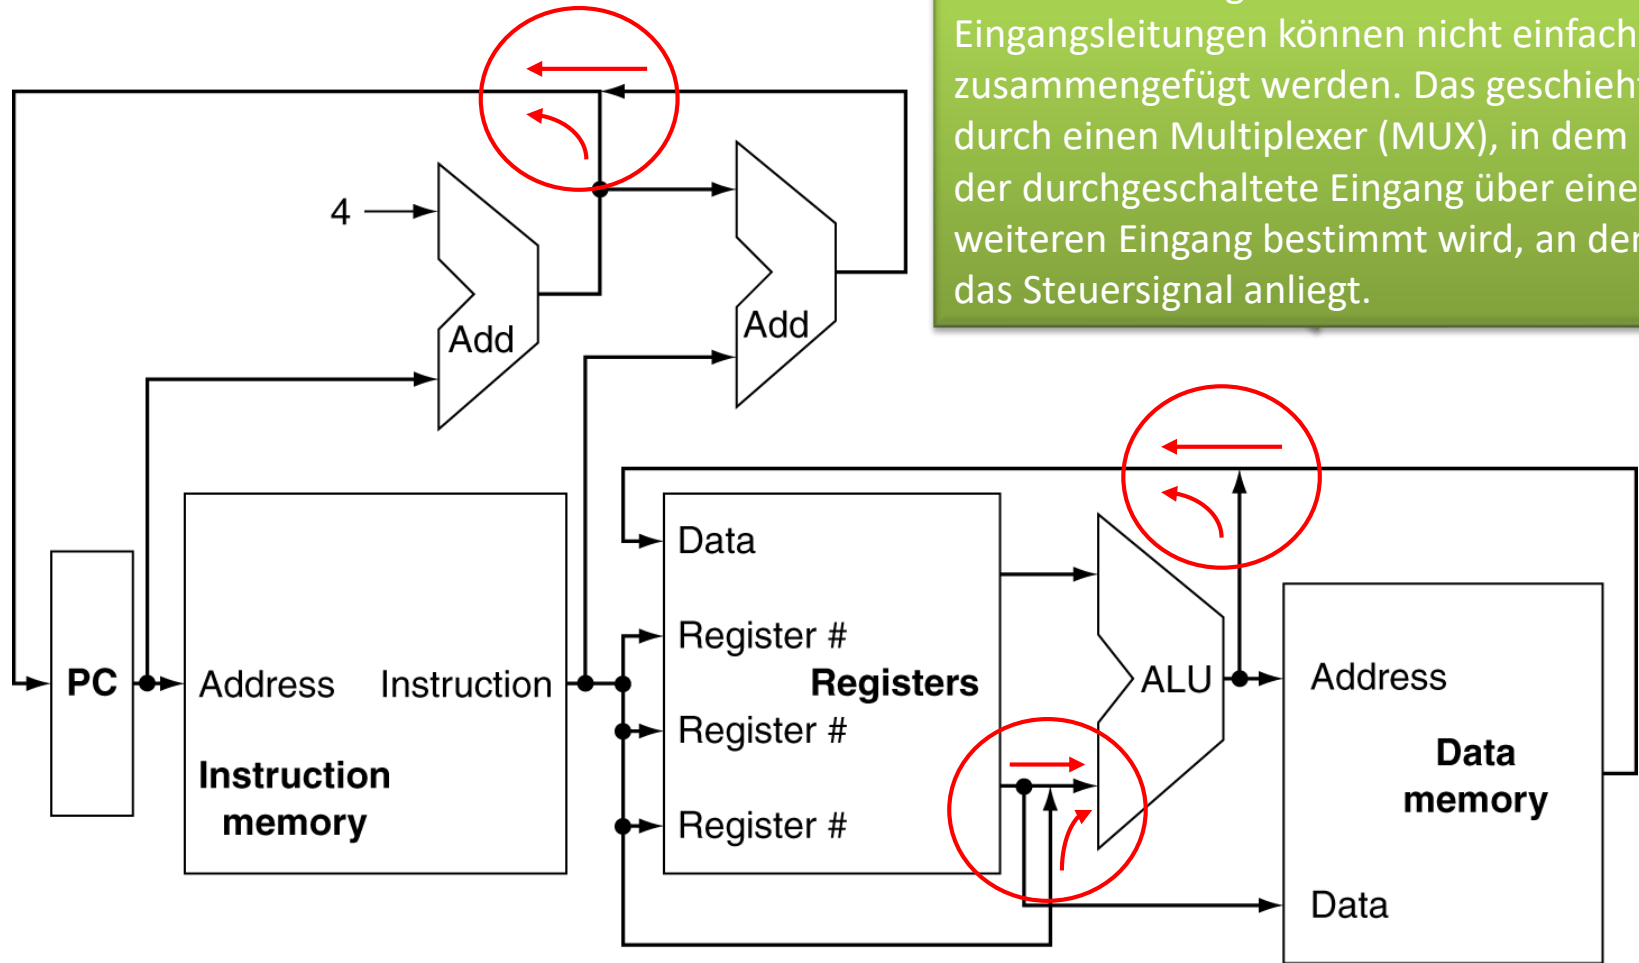 Eingangsleitungen können nicht einfach
zusammengefügt werden. Das geschieht
durch einen Multiplexer (MUX), in dem
der durchgeschaltete Eingang über eine
weiteren Eingang bestimmt wird, an der
das Steuersignal anliegt.
4
Add
Add
Data
Register #
PC
Address
Instruction
Registers
ALU
Address
Register #
Instruction
memory
Data
memory
Register #
Data